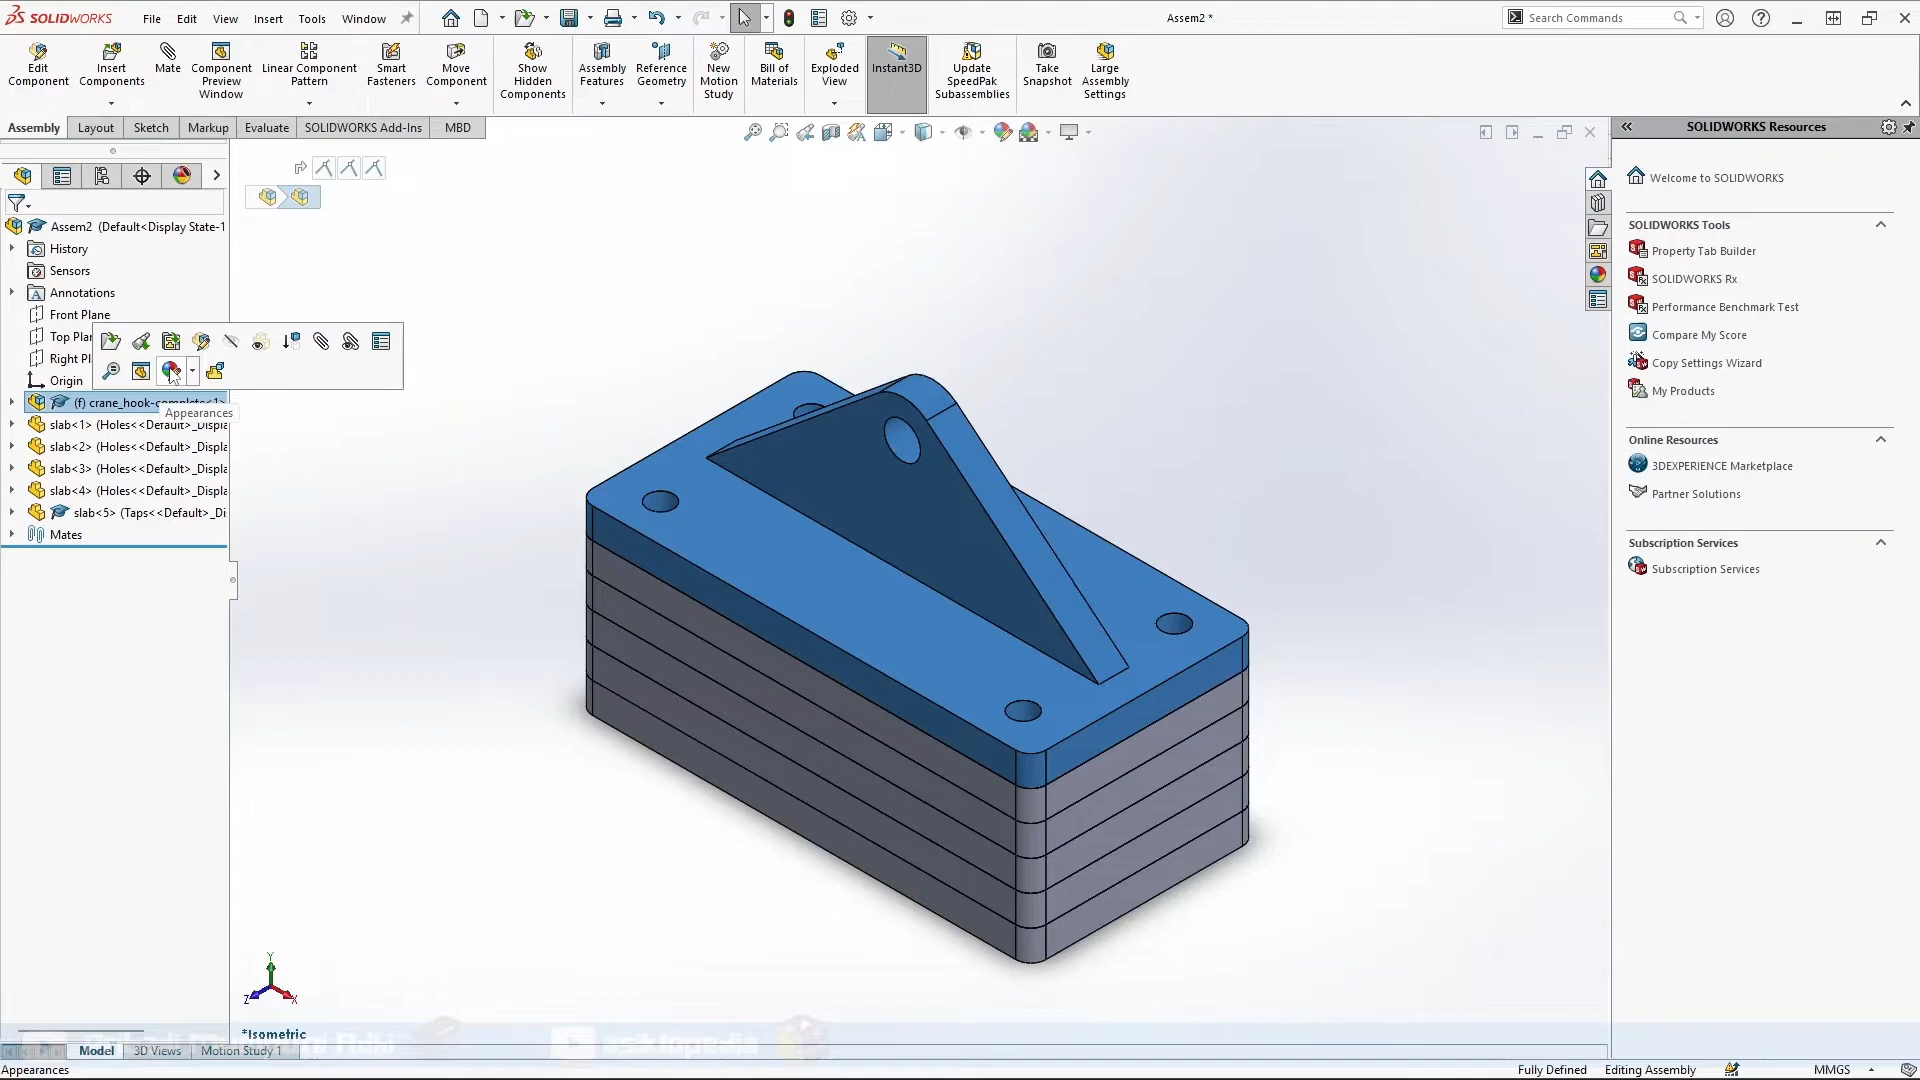 SOLIDWORKS
File Edit View Insert Tools Window
Assem2 *
Search Commands
Edit Component
Insert Components
Mate
Component Preview Window
Linear Component Pattern
Smart Fasteners
Move Component
Show Hidden Components
Assembly Features
Reference Geometry
New Motion Study
Bill of Materials
Exploded View
Instant3D
Update SpeedPak Subassemblies
Take Snapshot
Large Assembly Settings
Assembly Layout Sketch Markup Evaluate SOLIDWORKS Add-Ins MBD
Assem2 (Default<Display State-1
History
Sensors
Annotations
Front Plane
Top Pla
Right Pl
Origin
(f) crane_hook-complete<1>
Appearances
slab<1> (Holes<<Default>_Displa
slab<2> (Holes<<Default>_Displa
slab<3> (Holes<<Default>_Displa
slab<4> (Holes<<Default>_Displa
slab<5> (Taps<<Default>_Di
Mates
SOLIDWORKS Resources
Welcome to SOLIDWORKS
SOLIDWORKS Tools
Property Tab Builder
SOLIDWORKS Rx
Performance Benchmark Test
Compare My Score
Copy Settings Wizard
My Products
Online Resources
3DEXPERIENCE Marketplace
Partner Solutions
Subscription Services
Subscription Services
Y
Z X
*Isometric
Model 3D Views Motion Study 1
Appearances
Fully Defined Editing Assembly MMGS